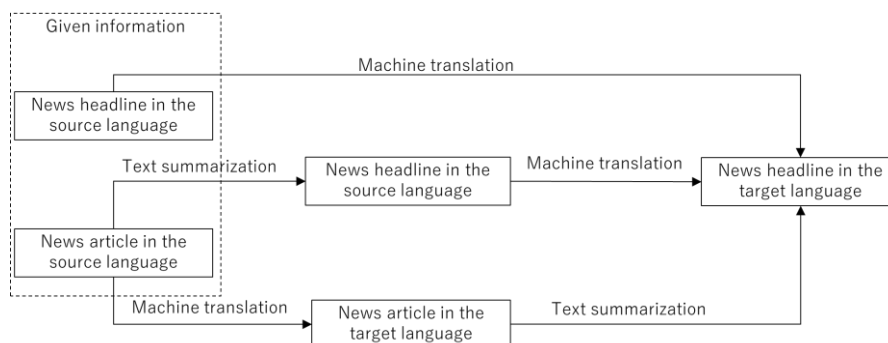 Given information
Machine translation
News headline in the
source language
Text summarization
News headline in the
source language
Machine translation
News headline in the
target language
News article in the
source language
Machine translation
News article in the
target language
Text summarization